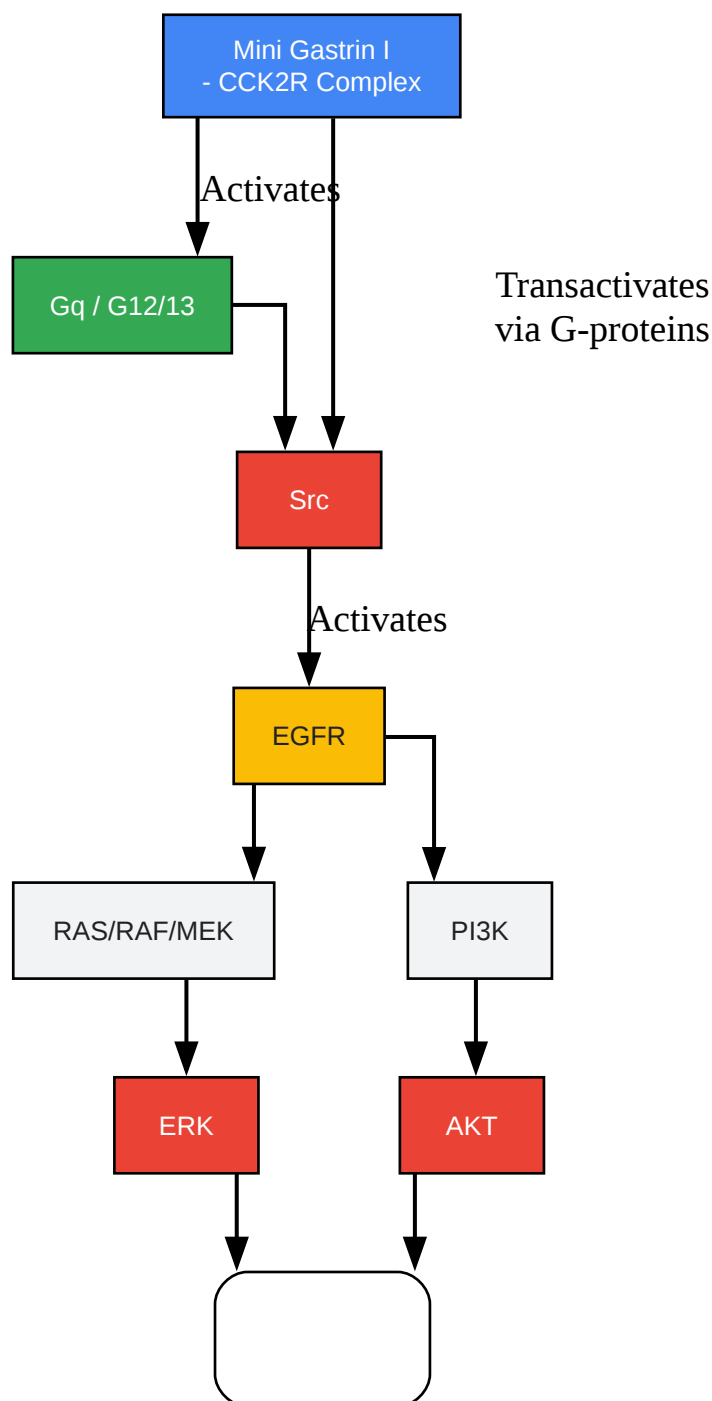 Mini Gastrin I
- CCK2R Complex
Activates
Gq / G12/13
Transactivates
via G-proteins
Src
Activates
EGFR
RAS/RAF/MEK
PI3K
ERK
AKT